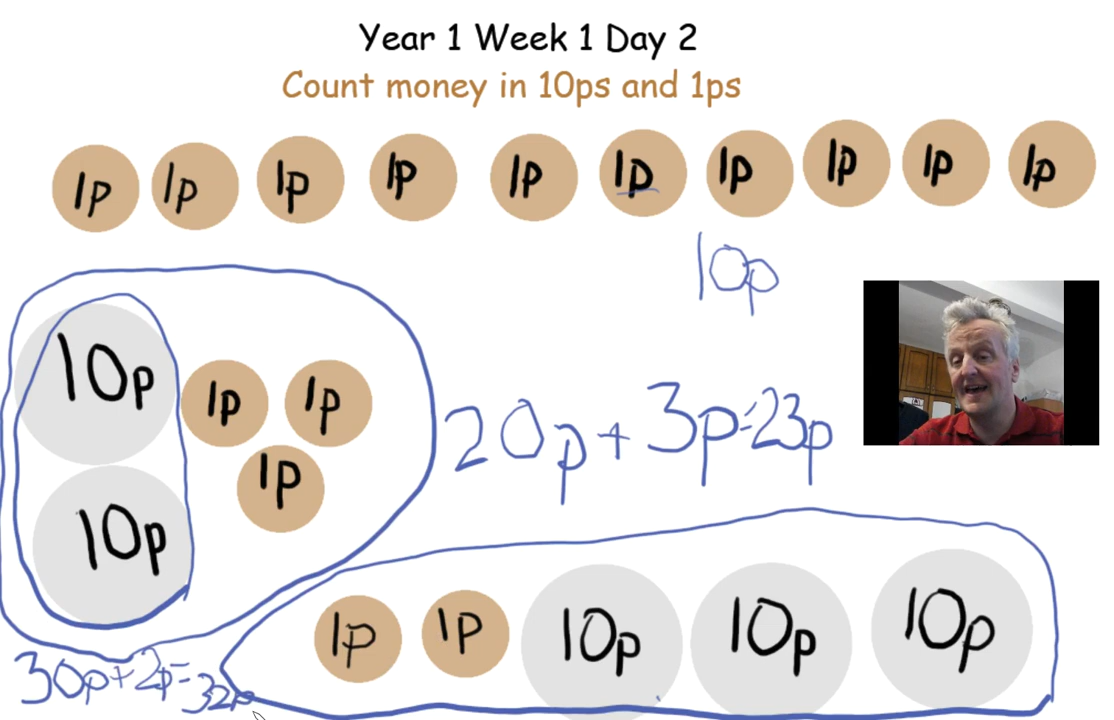 Year 1 Week 1 Day 2
Count money in 10ps and 1ps
1p 1p 1p 1p 1p 1p 1p 1p 1p 1p
10p
10p 1p 1p
20p + 3p = 23p
1p
10p
1p 1p 10p 10p 10p
30p + 2p = 32p